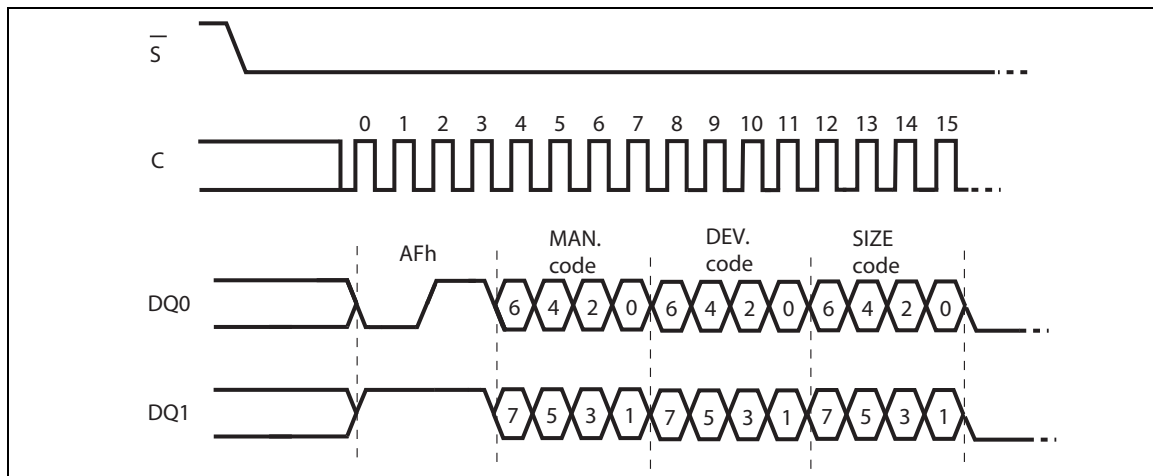 S
0 1 2 3 4 5 6 7 8 9 10 11 12 13 14 15
C
AFh
MAN.
code
DEV.
code
SIZE
code
DQ0
6 4 2 0 6 4 2 0 6 4 2 0
DQ1
7 5 3 1 7 5 3 1 7 5 3 1